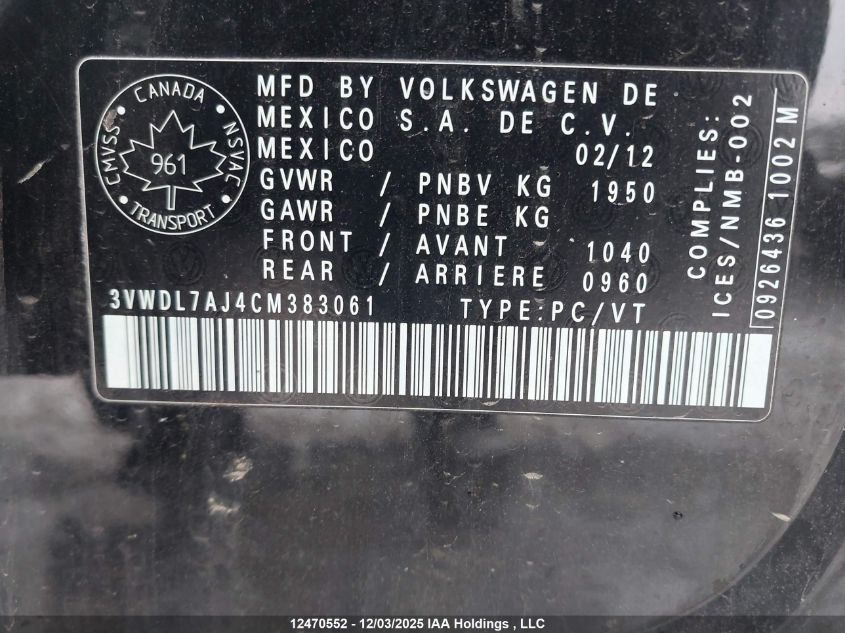 CANADA
CMVSS
961
NSVAC
TRANSPORT
MFD BY VOLKSWAGEN DE
MEXICO S.A. DE C.V.
MEXICO 02/12
GVWR / PNBV KG 1950
GAWR / PNBE KG
FRONT / AVANT 1040
REAR / ARRIERE 0960
3VWDL7AJ4CM383061 TYPE:PC/VT
COMPLIES:
ICES/NMB-002
0926436 1002 M
12470552 - 12/03/2025 IAA Holdings , LLC